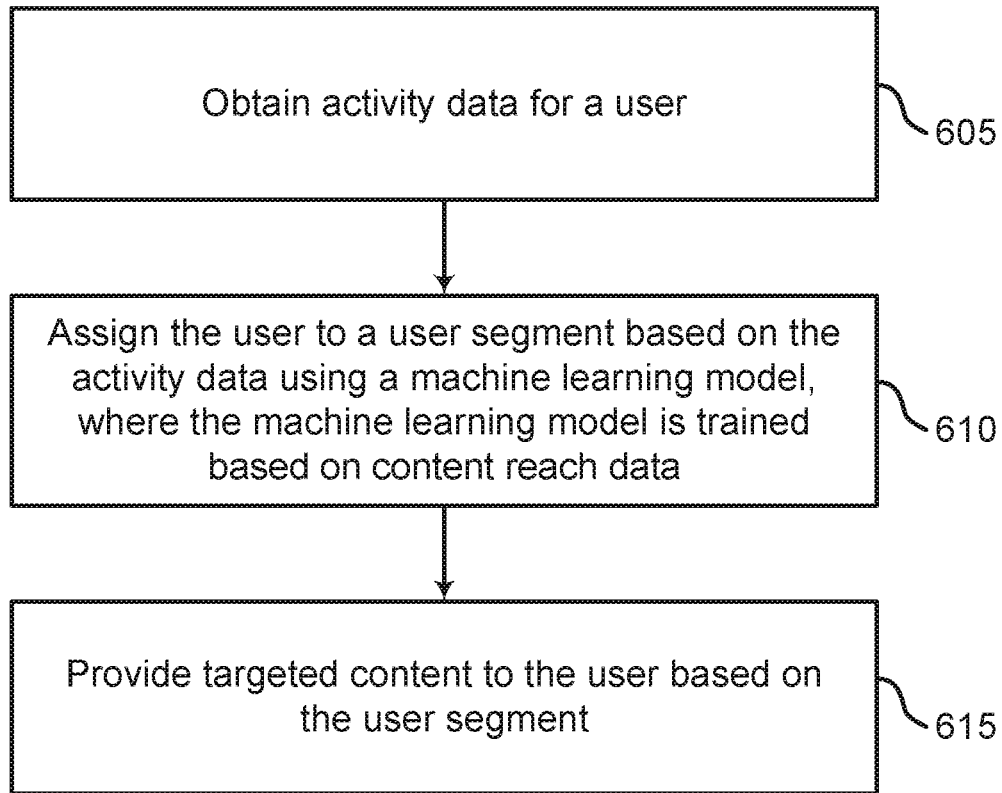 Obtain activity data for a user
605
Assign the user to a user segment based on the
activity data using a machine learning model,
where the machine learning model is trained
based on content reach data
610
Provide targeted content to the user based on
the user segment
615